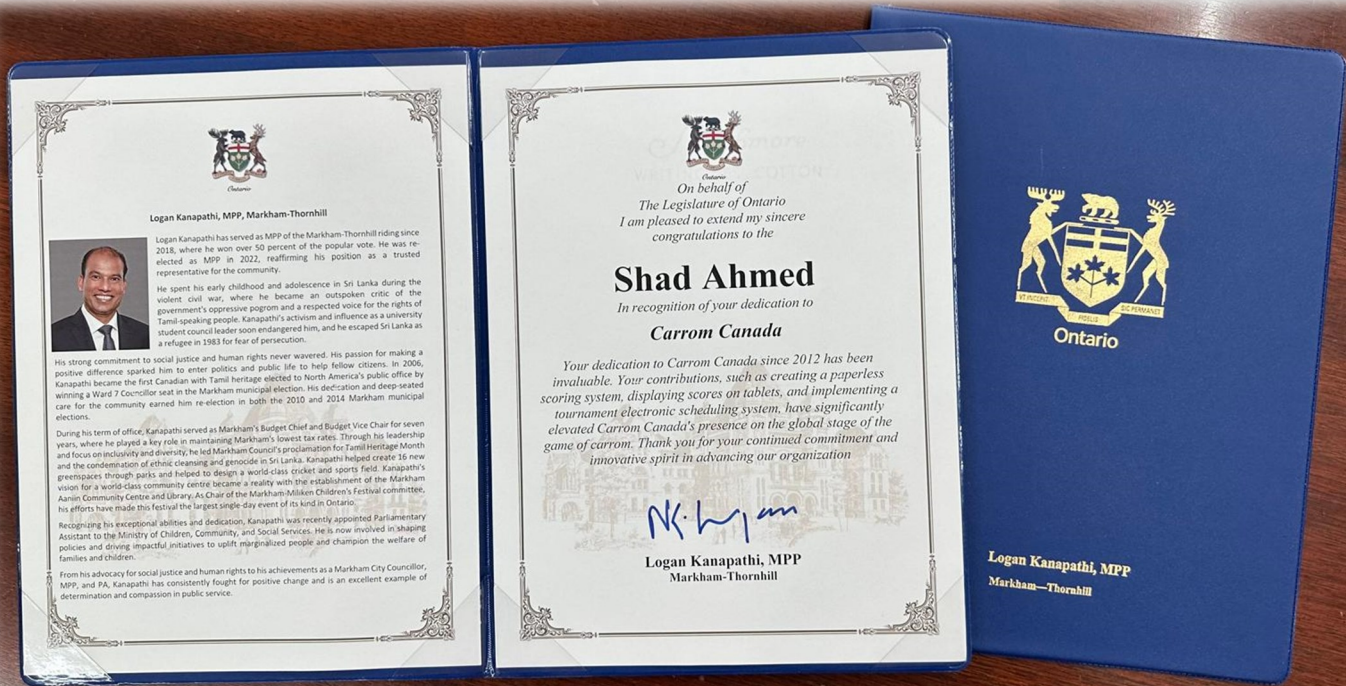 Ontario
Logan Kanapathi, MPP, Markham-Thornhill
Logan Kanapathi has served as MPP of the Markham-Thornhill riding since
2018, where he won over 50 percent of the popular vote. He was re-
elected as MPP in 2022, reaffirming his position as a trusted
representative for the community.
He spent his early childhood and adolescence in Sri Lanka during the
violent civil war, where he became an outspoken critic of the
government's oppressive pogrom and a respected voice for the rights of
Tamil-speaking people. Kanapathi's activism and influence as a university
student council leader soon endangered him, and he escaped Sri Lanka as
a refugee in 1983 for fear of persecution.
His strong commitment to social justice and human rights never wavered. His passion for making a
positive difference sparked him to enter politics and public life to help fellow citizens. In 2006,
Kanapathi became the first Canadian with Tamil heritage elected to North America's public office by
winning a Ward 7 Councillor seat in the Markham municipal election. His dedication and deep-seated
care for the community earned him re-election in both the 2010 and 2014 Markham municipal
elections.
During his term of office, Kanapathi served as Markham's Budget Chief and Budget Vice Chair for seven
years, where he played a key role in maintaining Markham's lowest tax rates. Through his leadership
and focus on inclusivity and diversity, he led Markham Council's proclamation for Tamil Heritage Month
and the condemnation of ethnic cleansing and genocide in Sri Lanka. Kanapathi helped create 16 new
greenspaces through parks and helped to design a world-class cricket and sports field. Kanapathi's
vision for a world-class community centre became a reality with the establishment of the Markham
Aaniin Community Centre and Library. As Chair of the Markham-Miliken Children's Festival committee,
his efforts have made this festival the largest single-day event of its kind in Ontario.
Recognizing his exceptional abilities and dedication, Kanapathi was recently appointed Parliamentary
Assistant to the Ministry of Children, Community, and Social Services. He is now involved in shaping
policies and driving impactful initiatives to uplift marginalized people and champion the welfare of
families and children.
From his advocacy for social justice and human rights to his achievements as a Markham City Councillor,
MPP, and PA, Kanapathi has consistently fought for positive change and is an excellent example of
determination and compassion in public service.
Ontario
On behalf of
The Legislature of Ontario
I am pleased to extend my sincere
congratulations to the
Shad Ahmed
In recognition of your dedication to
Carrom Canada
Your dedication to Carrom Canada since 2012 has been
invaluable. Your contributions, such as creating a paperless
scoring system, displaying scores on tablets, and implementing a
tournament electronic scheduling system, have significantly
elevated Carrom Canada's presence on the global stage of the
game of carrom. Thank you for your continued commitment and
innovative spirit in advancing our organization
Logan Kanapathi, MPP
Markham-Thornhill
UT INCEPIT
FIDELIS
SIC PERMANET
Ontario
Logan Kanapathi, MPP
Markham—Thornhill